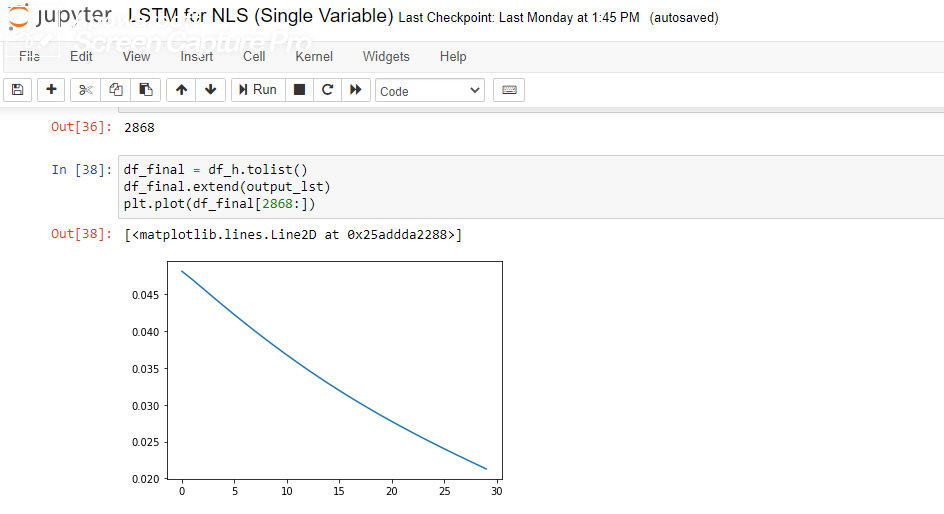 jupyter LSTM for NLS (Single Variable) Last Checkpoint: Last Monday at 1:45 PM (autosaved)
Screen Capture Pro
File Edit View Insert Cell Kernel Widgets Help
Run Code
Out[36]: 2868
In [38]: df_final = df_h.tolist()
df_final.extend(output_lst)
plt.plot(df_final[2868:])
Out[38]: [<matplotlib.lines.Line2D at 0x25addda2288>]
0.045
0.040
0.035
0.030
0.025
0.020
0 5 10 15 20 25 30